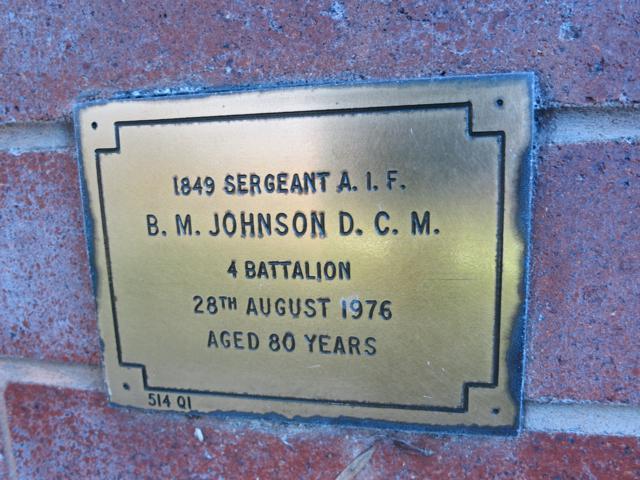 1849 SERGEANT A. I. F.
B. M. JOHNSON D. C. M.
4 BATTALION
28TH AUGUST 1976
AGED 80 YEARS
514 Q1